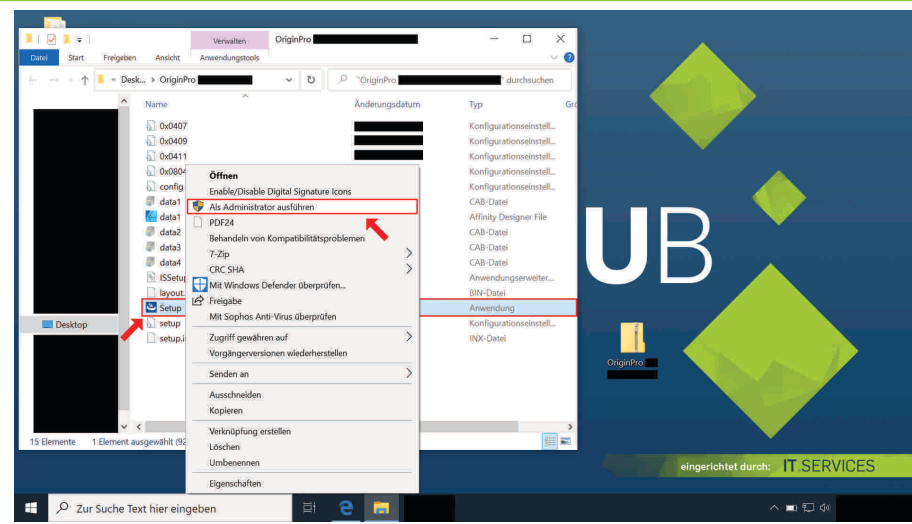 Verwalten
OriginPro
Datei Start Freigeben Ansicht Anwendungstools
Desk... > OriginPro
"OriginPro " durchsuchen
Name Änderungsdatum Typ Grö
0x0407 Konfigurationseinstell...
0x0409 Konfigurationseinstell...
0x0411 Konfigurationseinstell...
0x0804 Konfigurationseinstell...
config Konfigurationseinstell...
data1 CAB-Datei
data1 Affinity Designer File
data2 CAB-Datei
data3 CAB-Datei
data4 CAB-Datei
ISSetup Anwendungserweiter...
layout. BIN-Datei
Setup Anwendung
setup Konfigurationseinstell...
setup.i INX-Datei
Desktop
15 Elemente 1 Element ausgewählt (92
Öffnen
Enable/Disable Digital Signature Icons
Als Administrator ausführen
PDF24
Behandeln von Kompatibilitätsproblemen
7-Zip
CRC SHA
Mit Windows Defender überprüfen...
Freigabe
Mit Sophos Anti-Virus überprüfen
Zugriff gewähren auf
Vorgängerversionen wiederherstellen
Senden an
Ausschneiden
Kopieren
Verknüpfung erstellen
Löschen
Umbenennen
Eigenschaften
UB
OriginPro
eingerichtet durch: IT.SERVICES
Zur Suche Text hier eingeben